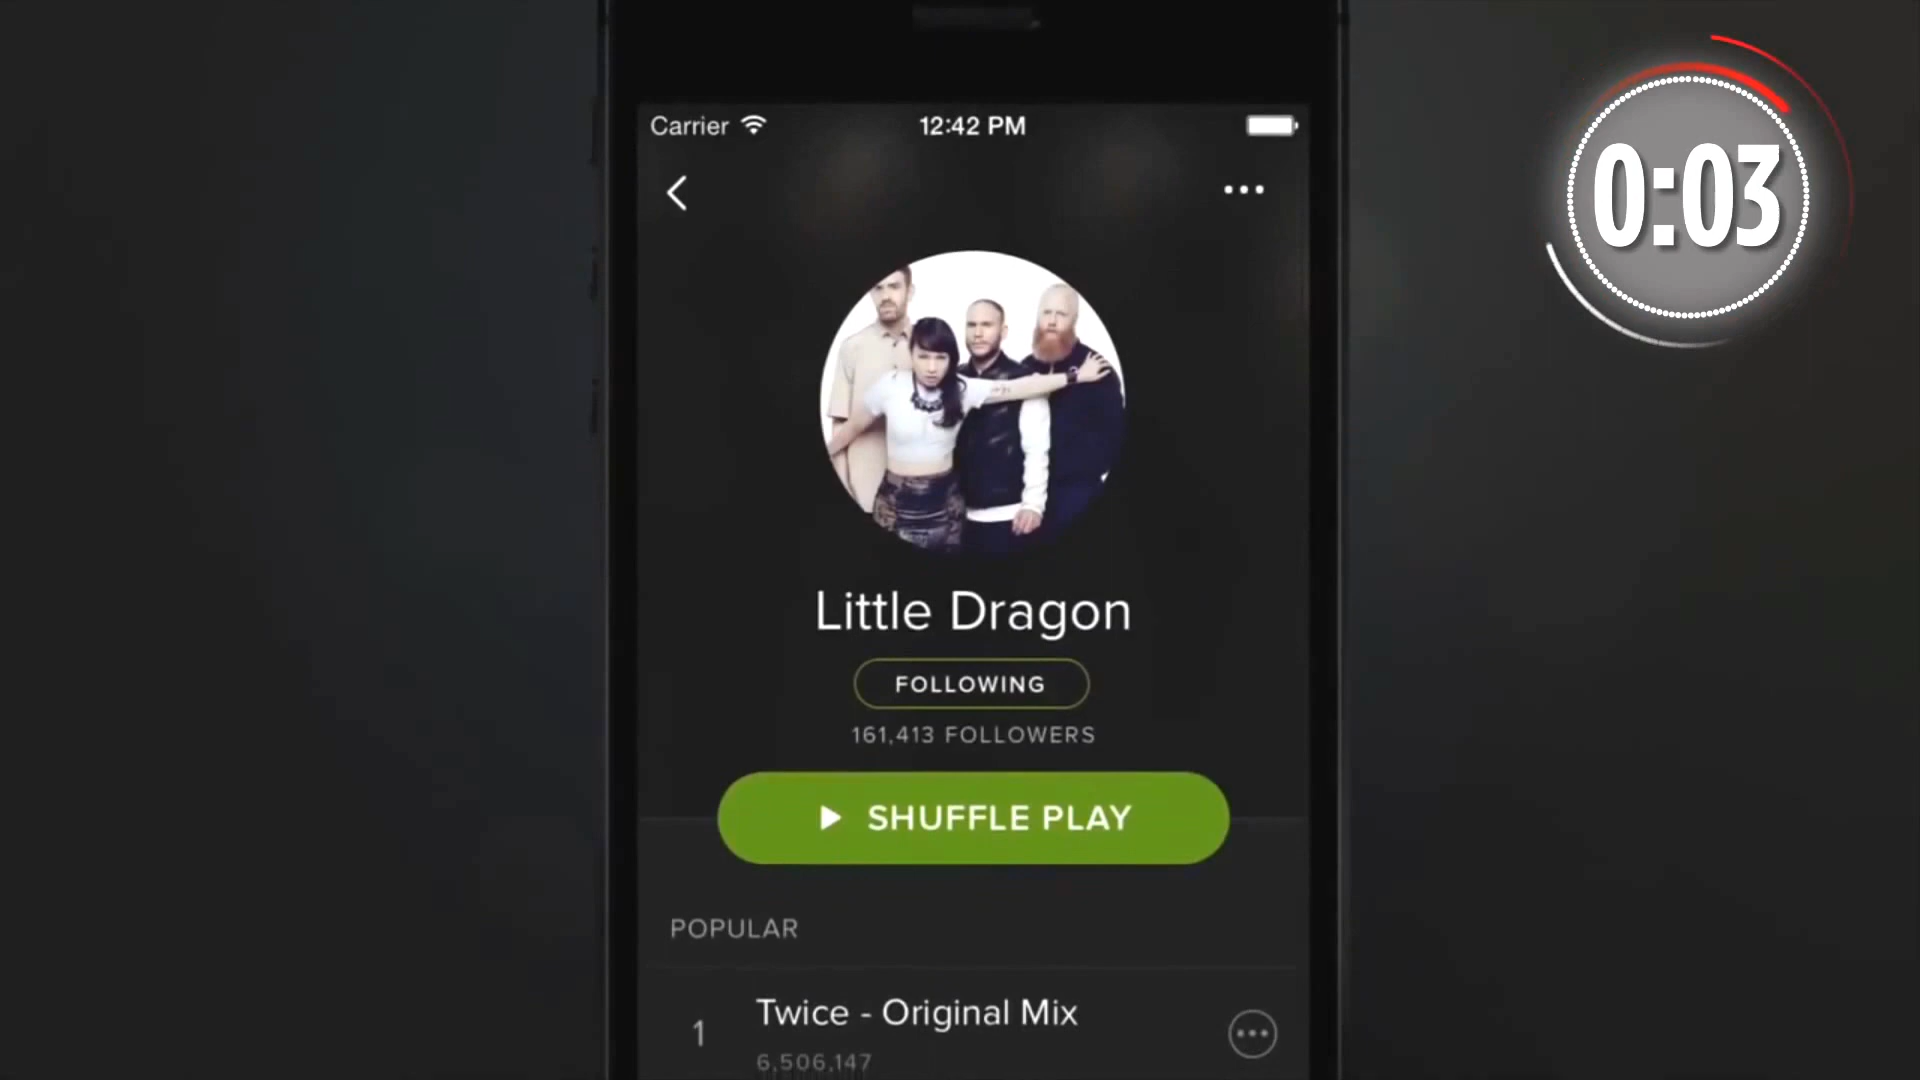 Carrier 12:42 PM
0:03
Little Dragon
FOLLOWING
161,413 FOLLOWERS
SHUFFLE PLAY
POPULAR
1 Twice - Original Mix
6,506,147